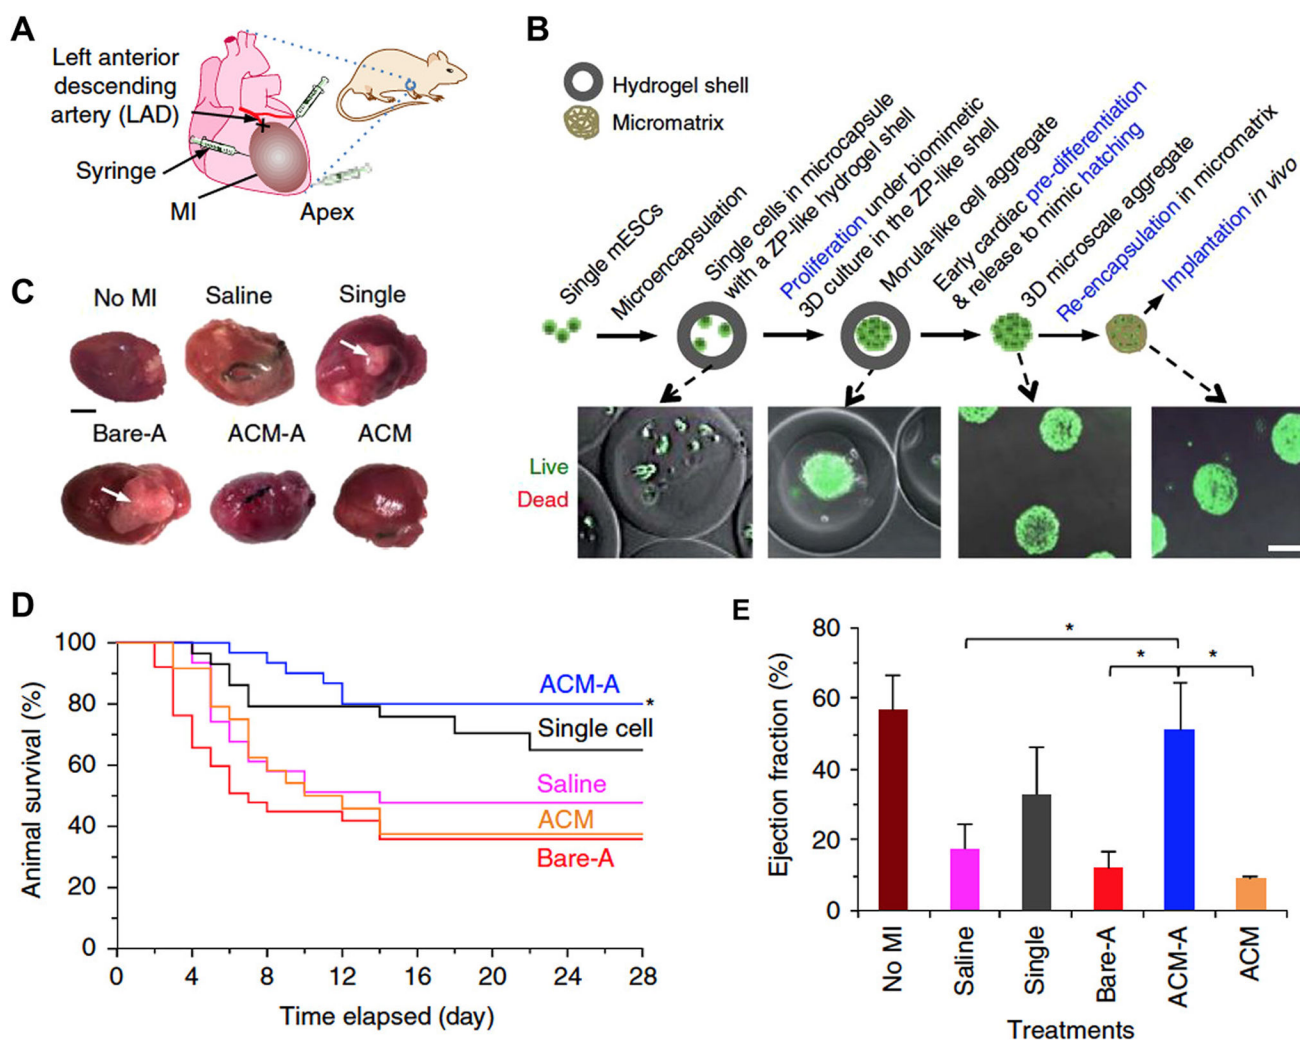 A
Left anterior
descending
artery (LAD)
Syringe
MI
Apex
B
Hydrogel shell
Micromatrix
Single mESCs
Microencapsulation
Single cells in microcapsule
with a ZP-like hydrogel shell
Proliferation under biomimetic
3D culture in the ZP-like shell
Morula-like cell aggregate
Early cardiac pre-differentiation
& release to mimic hatching
3D microscale aggregate
Re-encapsulation in micromatrix
Implantation in vivo
Live
Dead
C
No MI
Saline
Single
Bare-A
ACM-A
ACM
D
Animal survival (%)
100
80
60
40
20
0
0 4 8 12 16 20 24 28
Time elapsed (day)
ACM-A
*
Single cell
Saline
ACM
Bare-A
E
Ejection fraction (%)
80
60
40
20
0
*
* *
No MI
Saline
Single
Bare-A
ACM-A
ACM
Treatments